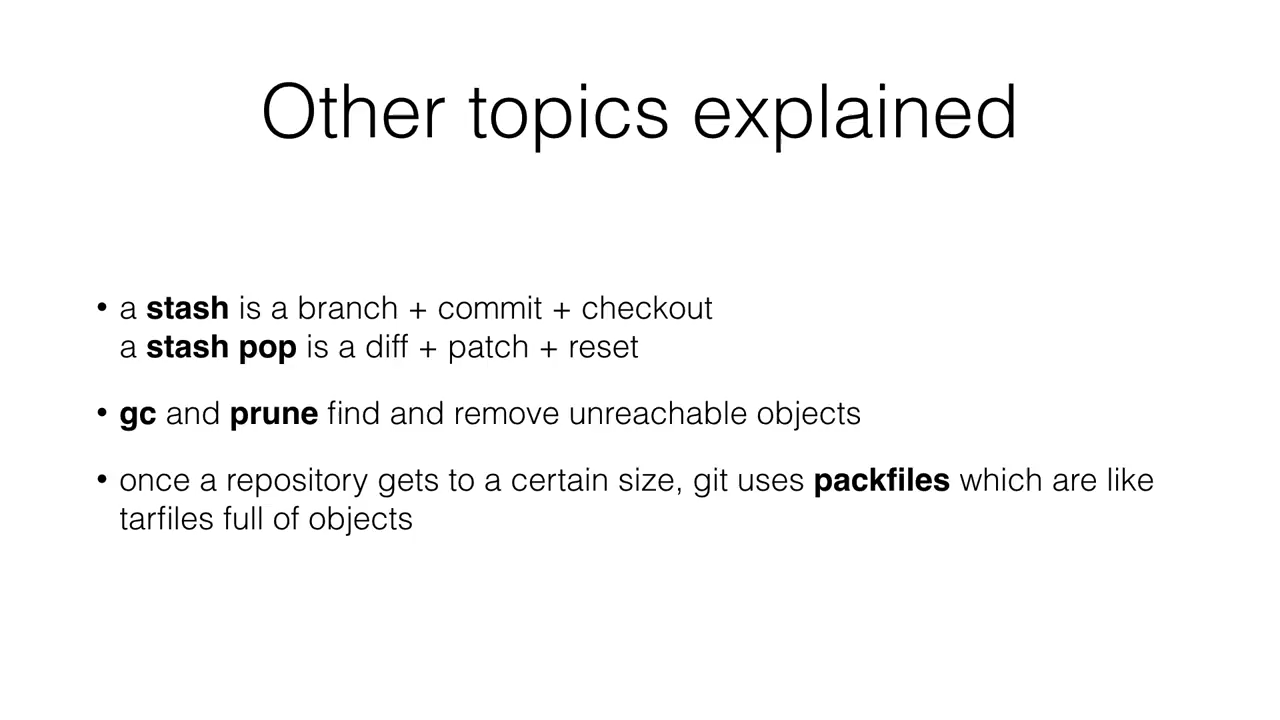 Other topics explained
• a stash is a branch + commit + checkout
a stash pop is a diff + patch + reset
• gc and prune find and remove unreachable objects
• once a repository gets to a certain size, git uses packfiles which are like
tarfiles full of objects